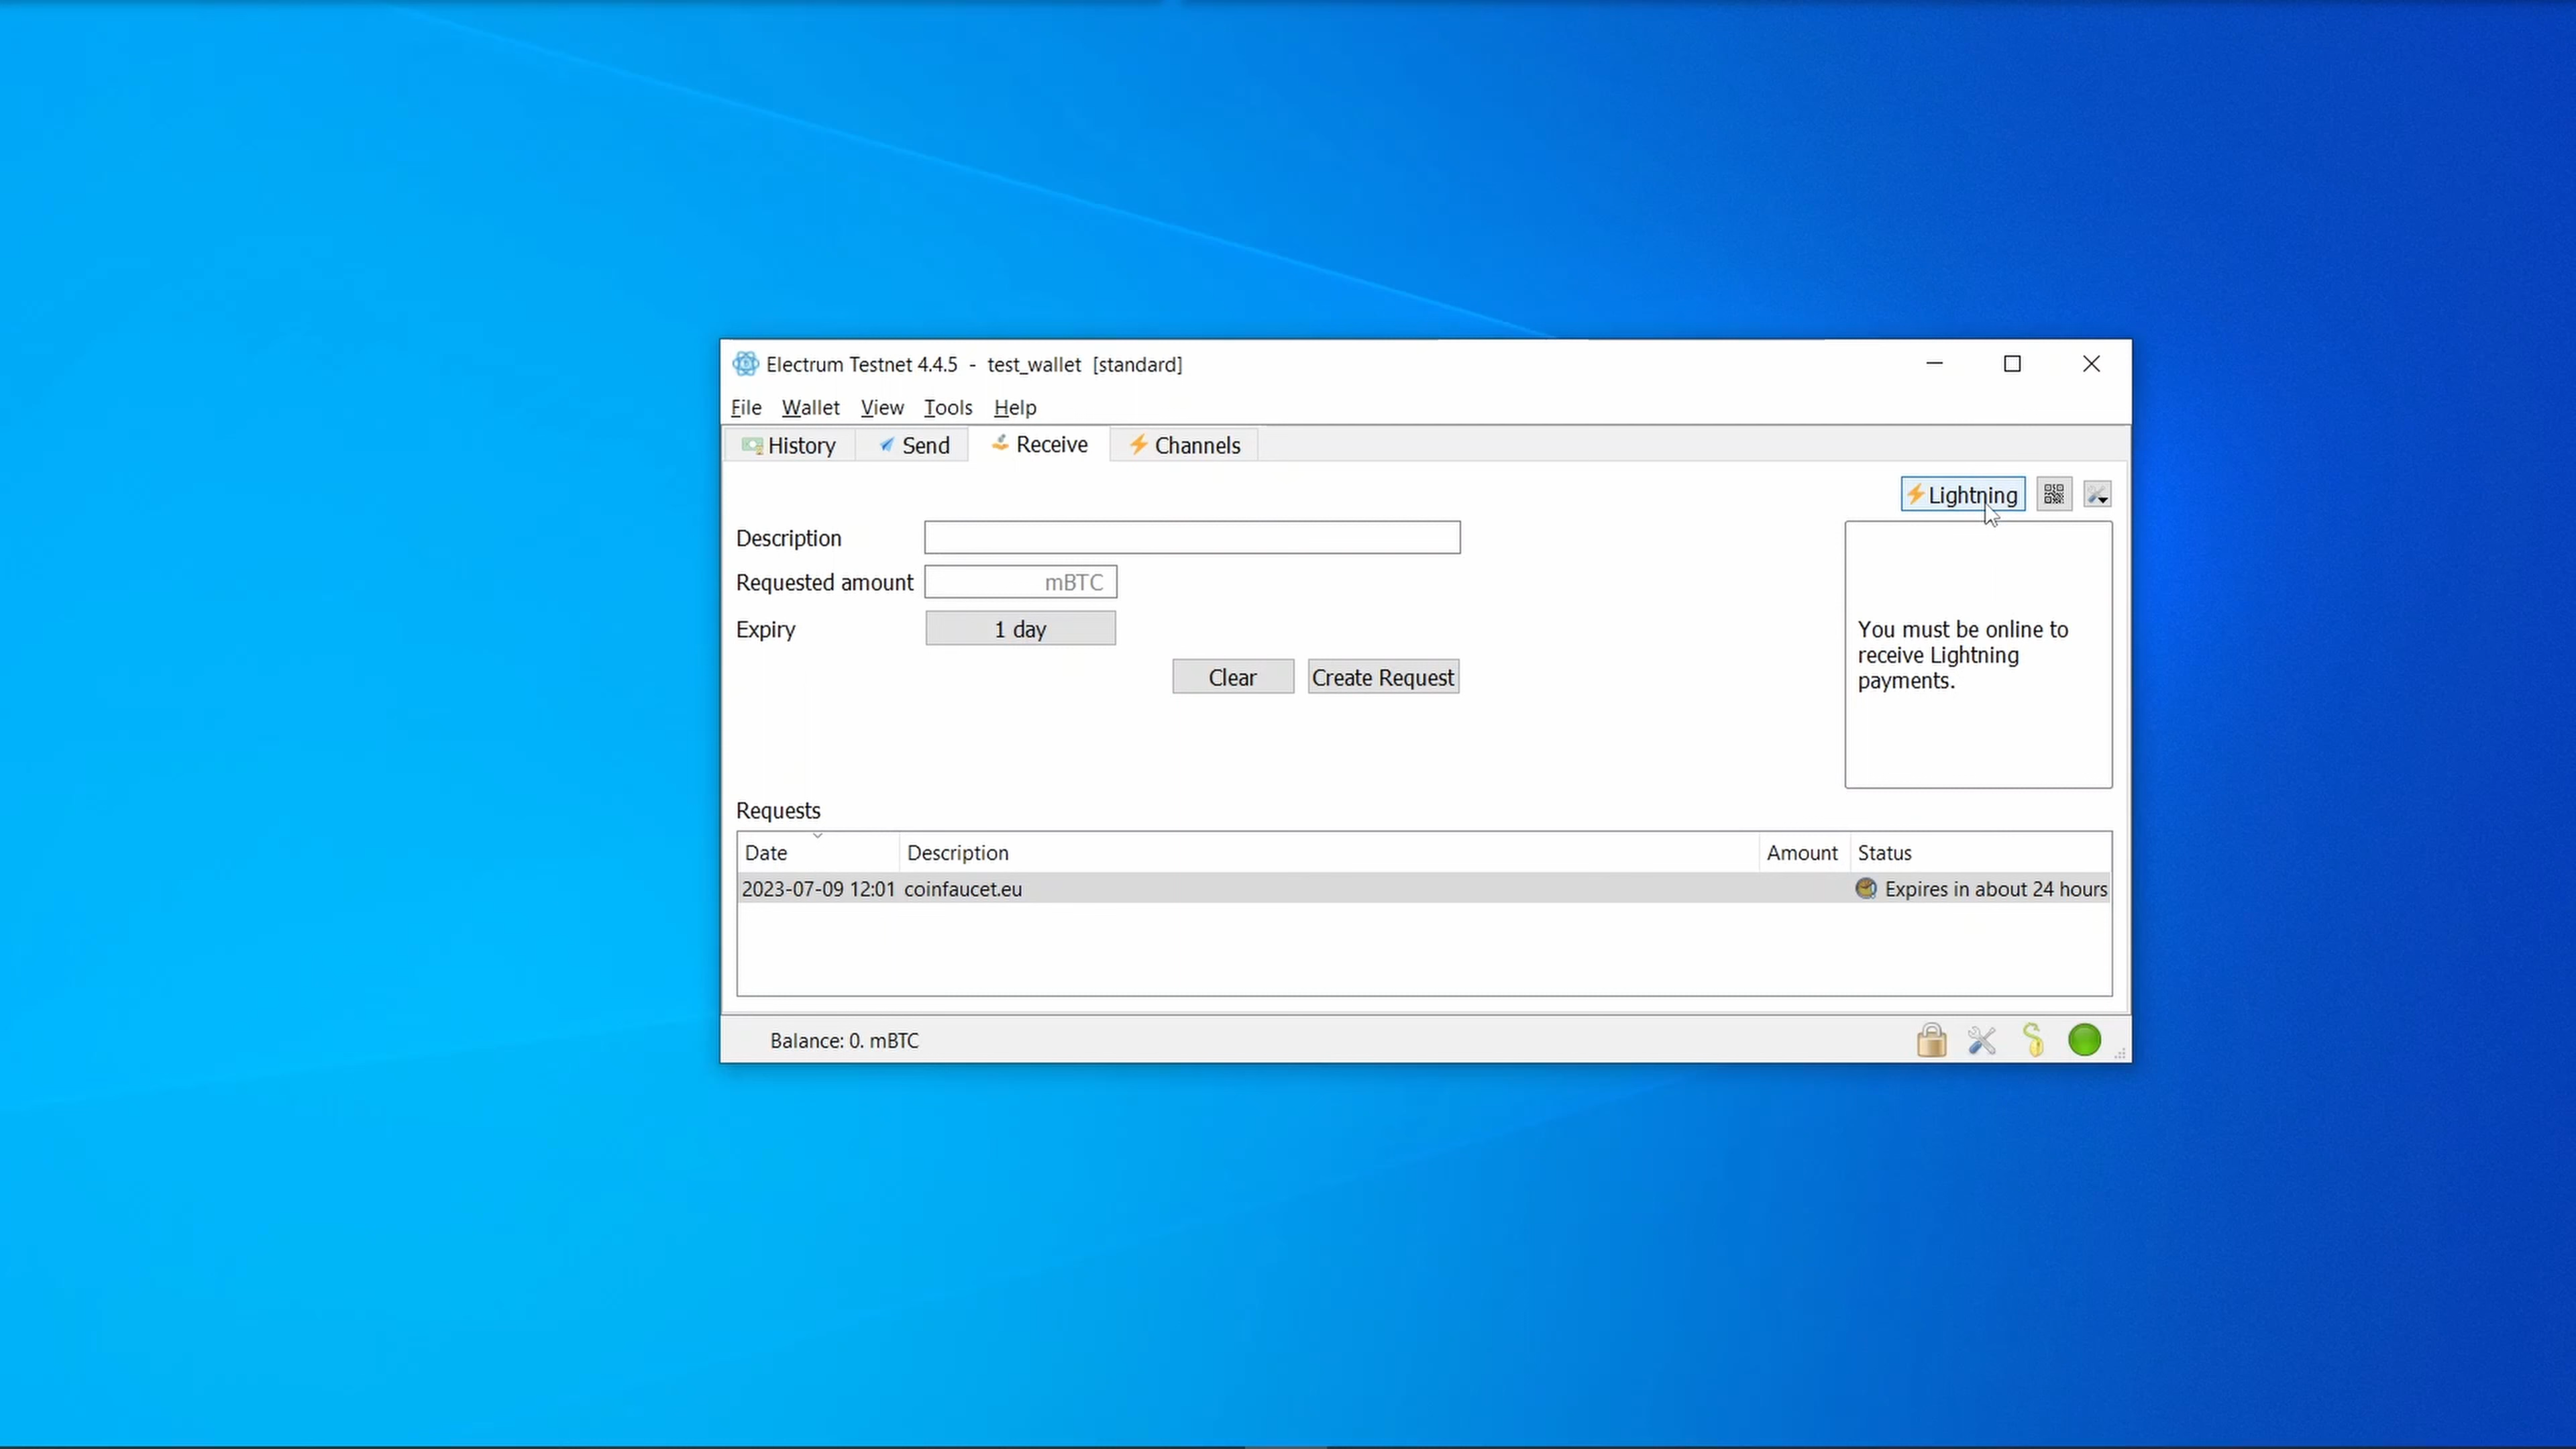 Electrum Testnet 4.4.5 - test_wallet [standard]
File Wallet View Tools Help
History Send Receive Channels
Lightning
Description
Requested amount mBTC
Expiry 1 day
Clear Create Request
You must be online to
receive Lightning
payments.
Requests
Date Description Amount Status
2023-07-09 12:01 coinfaucet.eu Expires in about 24 hours
Balance: 0. mBTC